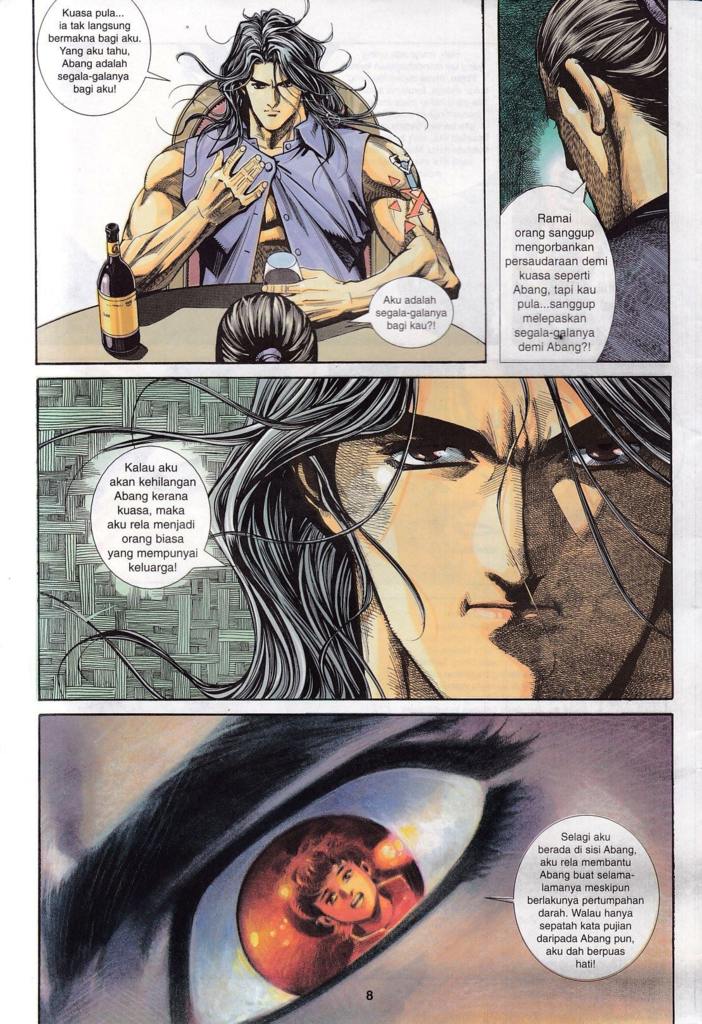 Kuasa pula...
ia tak langsung
bermakna bagi aku.
Yang aku tahu,
Abang adalah
segala-galanya
bagi aku!
Aku adalah
segala-galanya
bagi kau?!
Ramai
orang sanggup
mengorbankan
persaudaraan demi
kuasa seperti
Abang, tapi kau
pula...sanggup
melepaskan
segala-galanya
demi Abang?!
Kalau aku
akan kehilangan
Abang kerana
kuasa, maka
aku rela menjadi
orang biasa
yang mempunyai
keluarga!
Selagi aku
berada di sisi Abang,
aku rela membantu
Abang buat selama-
lamanya meskipun
berlakunya pertumpahan
darah. Walau hanya
sepatah kata pujian
daripada Abang pun,
aku dah berpuas
hati!
8